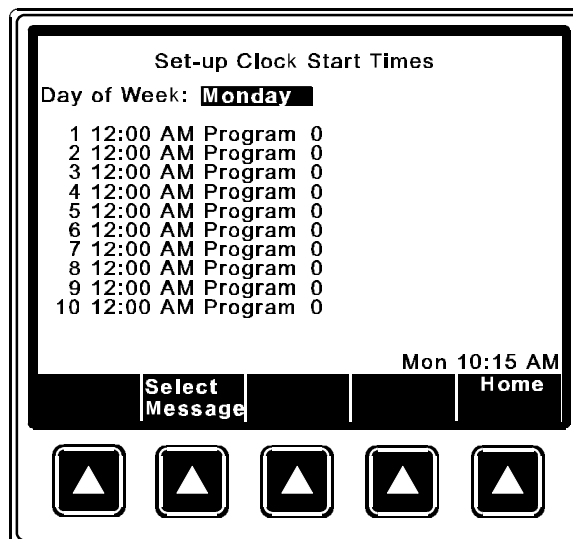 Set-up Clock Start Times
Day of Week: Monday
1 12:00 AM Program 0
2 12:00 AM Program 0
3 12:00 AM Program 0
4 12:00 AM Program 0
5 12:00 AM Program 0
6 12:00 AM Program 0
7 12:00 AM Program 0
8 12:00 AM Program 0
9 12:00 AM Program 0
10 12:00 AM Program 0
Mon 10:15 AM
Select
Message
Home